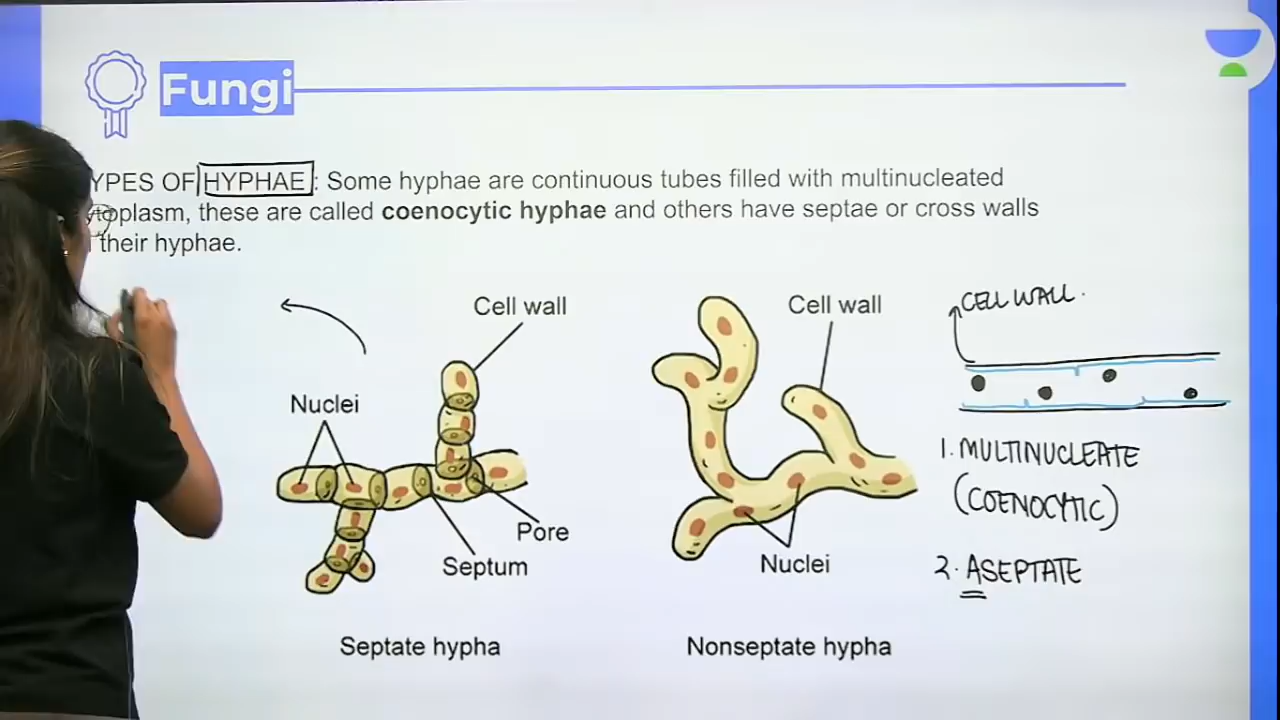 Fungi
YPES OF HYPHAE : Some hyphae are continuous tubes filled with multinucleated
ytoplasm, these are called coenocytic hyphae and others have septae or cross walls
their hyphae.
Cell wall
Nuclei
Pore
Septum
Septate hypha
Cell wall
Nuclei
Nonseptate hypha
CELL WALL.
1. MULTINUCLEATE
(COENOCYTIC)
2. ASEPTATE